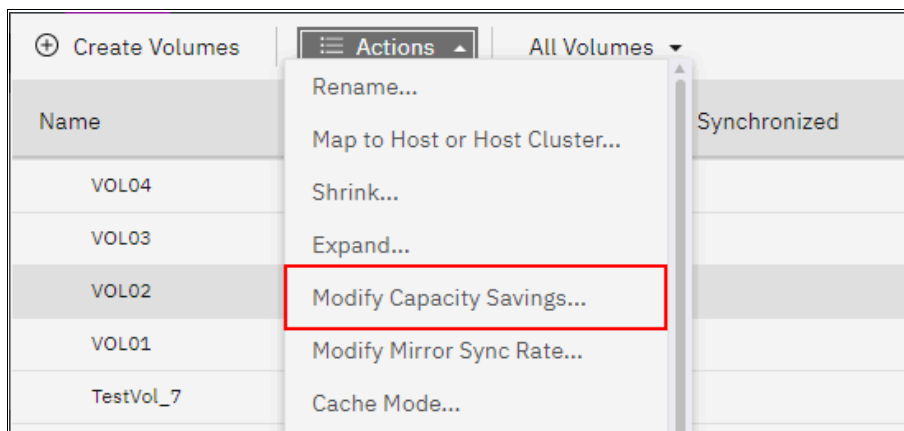 Create Volumes
Actions
All Volumes
Name
Synchronized
VOL04
VOL03
VOL02
VOL01
TestVol_7
Rename...
Map to Host or Host Cluster...
Shrink...
Expand...
Modify Capacity Savings...
Modify Mirror Sync Rate...
Cache Mode...